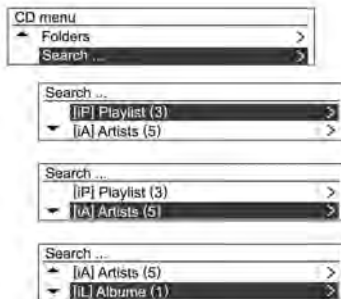 CD menu
Folders
Search ...
Search ...
[iP] Playlist (3)
[iA] Artists (5)
Search ...
[iP] Playlist (3)
[iA] Artists (5)
Search ...
[iA] Artists (5)
[iL] Albume (1)